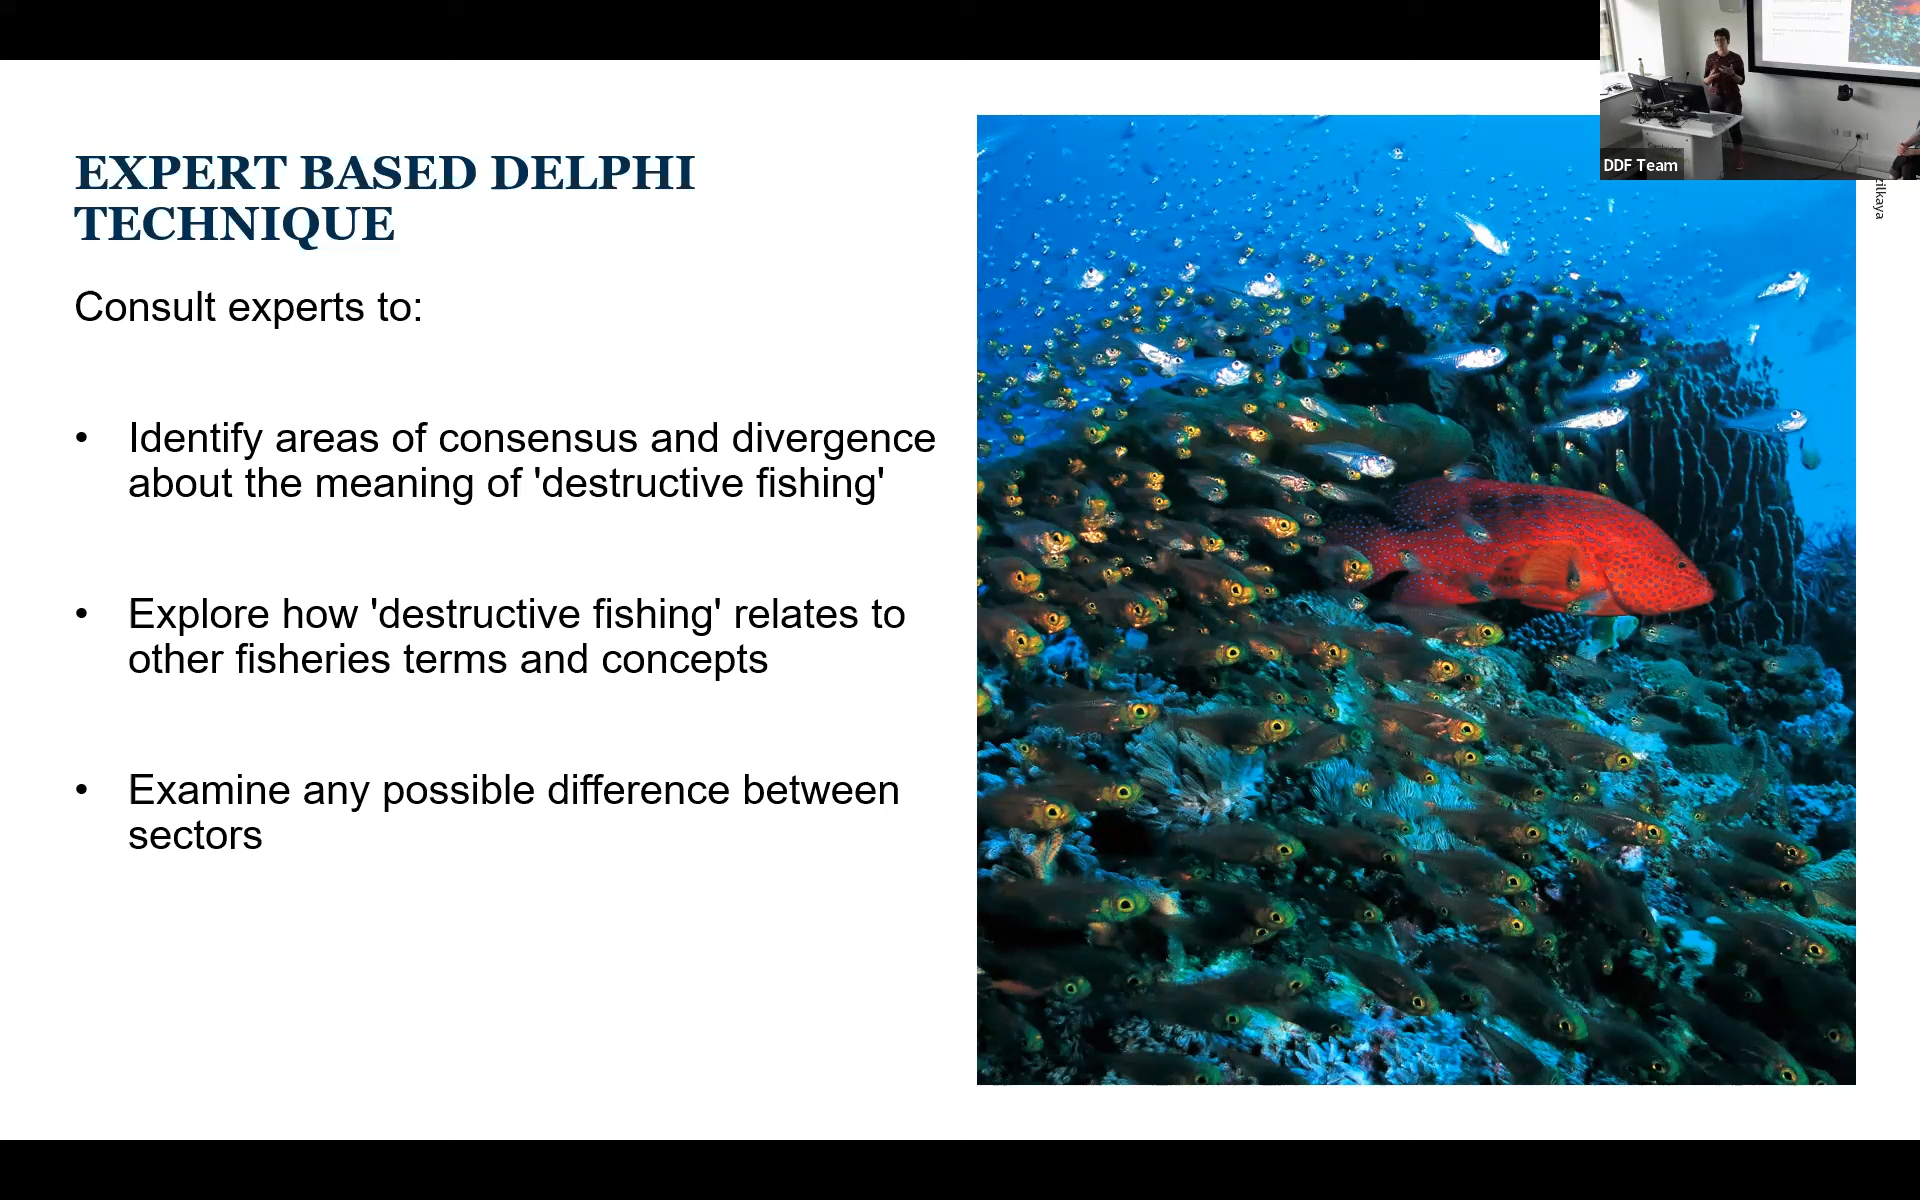 EXPERT BASED DELPHI
TECHNIQUE
Consult experts to:
• Identify areas of consensus and divergence
about the meaning of 'destructive fishing'
• Explore how 'destructive fishing' relates to
other fisheries terms and concepts
• Examine any possible difference between
sectors
DDF Team